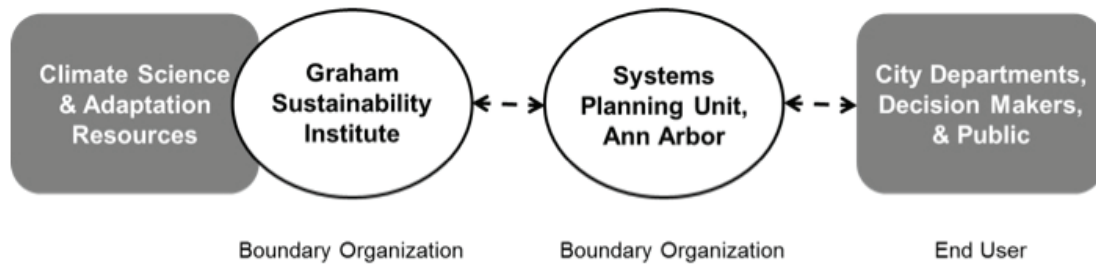 Climate Science
& Adaptation
Resources
Graham
Sustainability
Institute
Systems
Planning Unit,
Ann Arbor
City Departments,
Decision Makers,
& Public
Boundary Organization
Boundary Organization
End User